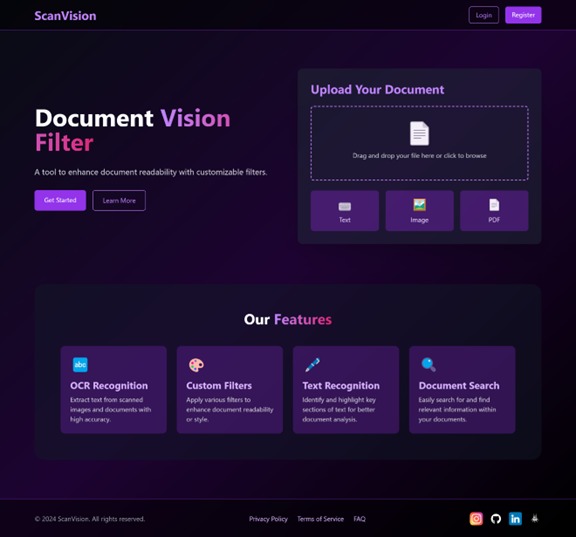 ScanVision
Login
Register
Document Vision
Filter
A tool to enhance document readability with customizable filters.
Get Started
Learn More
Upload Your Document
Drag and drop your file here or click to browse
Text
Image
PDF
Our Features
abc
OCR Recognition
Extract text from scanned
images and documents with
high accuracy.
Custom Filters
Apply various filters to
enhance document readability
or style.
Text Recognition
Identify and highlight key
sections of text for better
document analysis.
Document Search
Easily search for and find
relevant information within
your documents.
© 2024 ScanVision. All rights reserved.
Privacy Policy
Terms of Service
FAQ
in